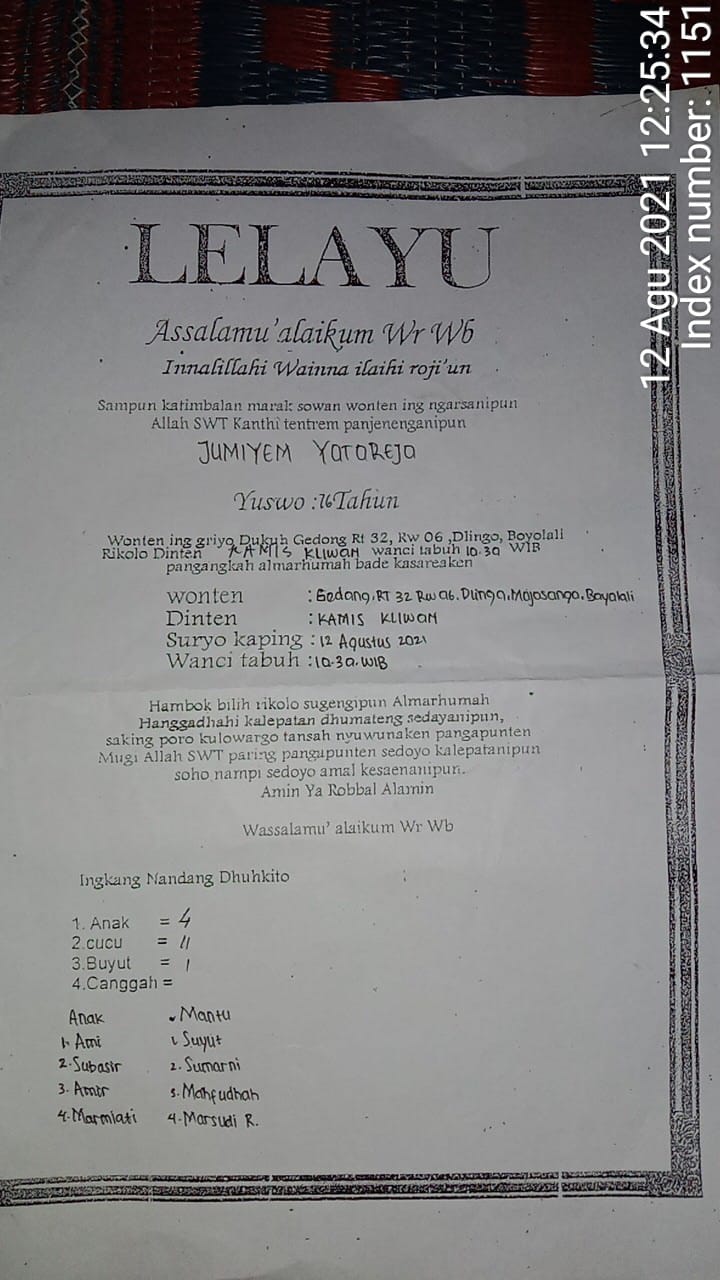 12 Agu 2021 12:25:34
Index number: 1151
LELAYU
Assalamu'alaikum Wr Wb
Innalillahi Wainna ilaihi roji'un
Sampun katimbalan marak sowan wonten ing ngarsanipun
Allah SWT Kanthi tentrem panjenenganipun
JUMIYEM YOTOREJO
Yuswo : Tahun
Wonten ing griyo Dukuh Gedong Rt 32, Rw 06 ,Dlingo, Boyolali
Rikolo Dinten KAMIS KLIWAN wanci tabuh 10.30 WIB
pangangkah almarhumah bade kasareaken
wonten : Gedang, RT 32 Rw 06. Dlingo, Mojosongo. Boyolali
Dinten : KAMIS KLIWAN
Suryo kaping : 12 Agustus 2021
Wanci tabuh : 10.30. WIB
Hambok bilih rikolo sugengipun Almarhumah
Hanggadhahi kalepatan dhumateng sedayanipun,
saking poro kulowargo tansah nyuwunaken pangapunten
Mugi Allah SWT paring pangapunten sedoyo kalepatanipun
soho nampi sedoyo amal kesaenanipun.
Amin Ya Robbal Alamin
Wassalamu' alaikum Wr Wb
Ingkang Nandang Dhuhkito
1. Anak = 4
2.cucu = 11
3.Buyut = 1
4.Canggah =
Anak
1. Ami
2. Subasir
3. Amir
4. Marmiati
Mantu
1. Suyut
2. Sumarni
3. Mahfudhah
4. Marsudi R.